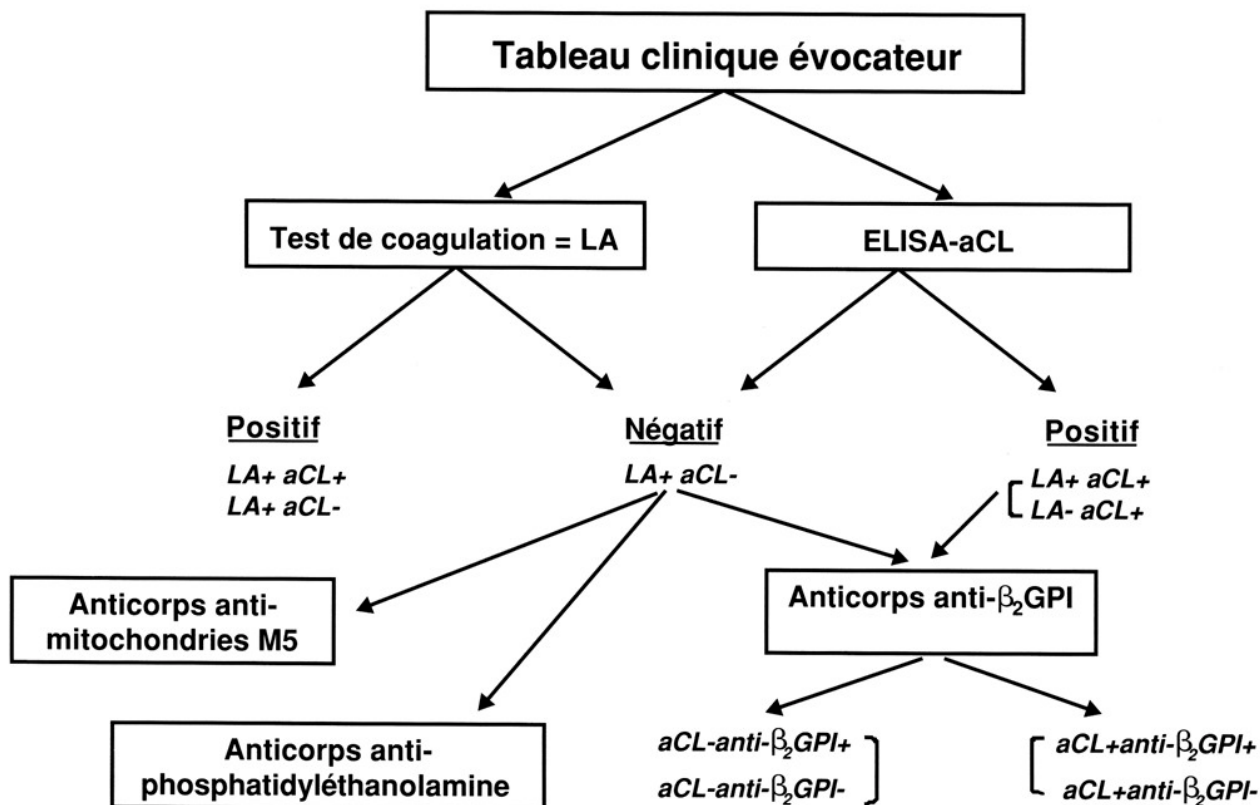 Tableau clinique évocateur
Test de coagulation = LA
ELISA-aCL
Positif
LA+ aCL+
LA+ aCL-
Négatif
LA+ aCL-
Positif
LA+ aCL+
LA- aCL+
Anticorps anti-
mitochondries M5
Anticorps anti-β₂GPI
Anticorps anti-
phosphatidyléthanolamine
aCL-anti-β₂GPI+
aCL-anti-β₂GPI-
aCL+anti-β₂GPI+
aCL+anti-β₂GPI-